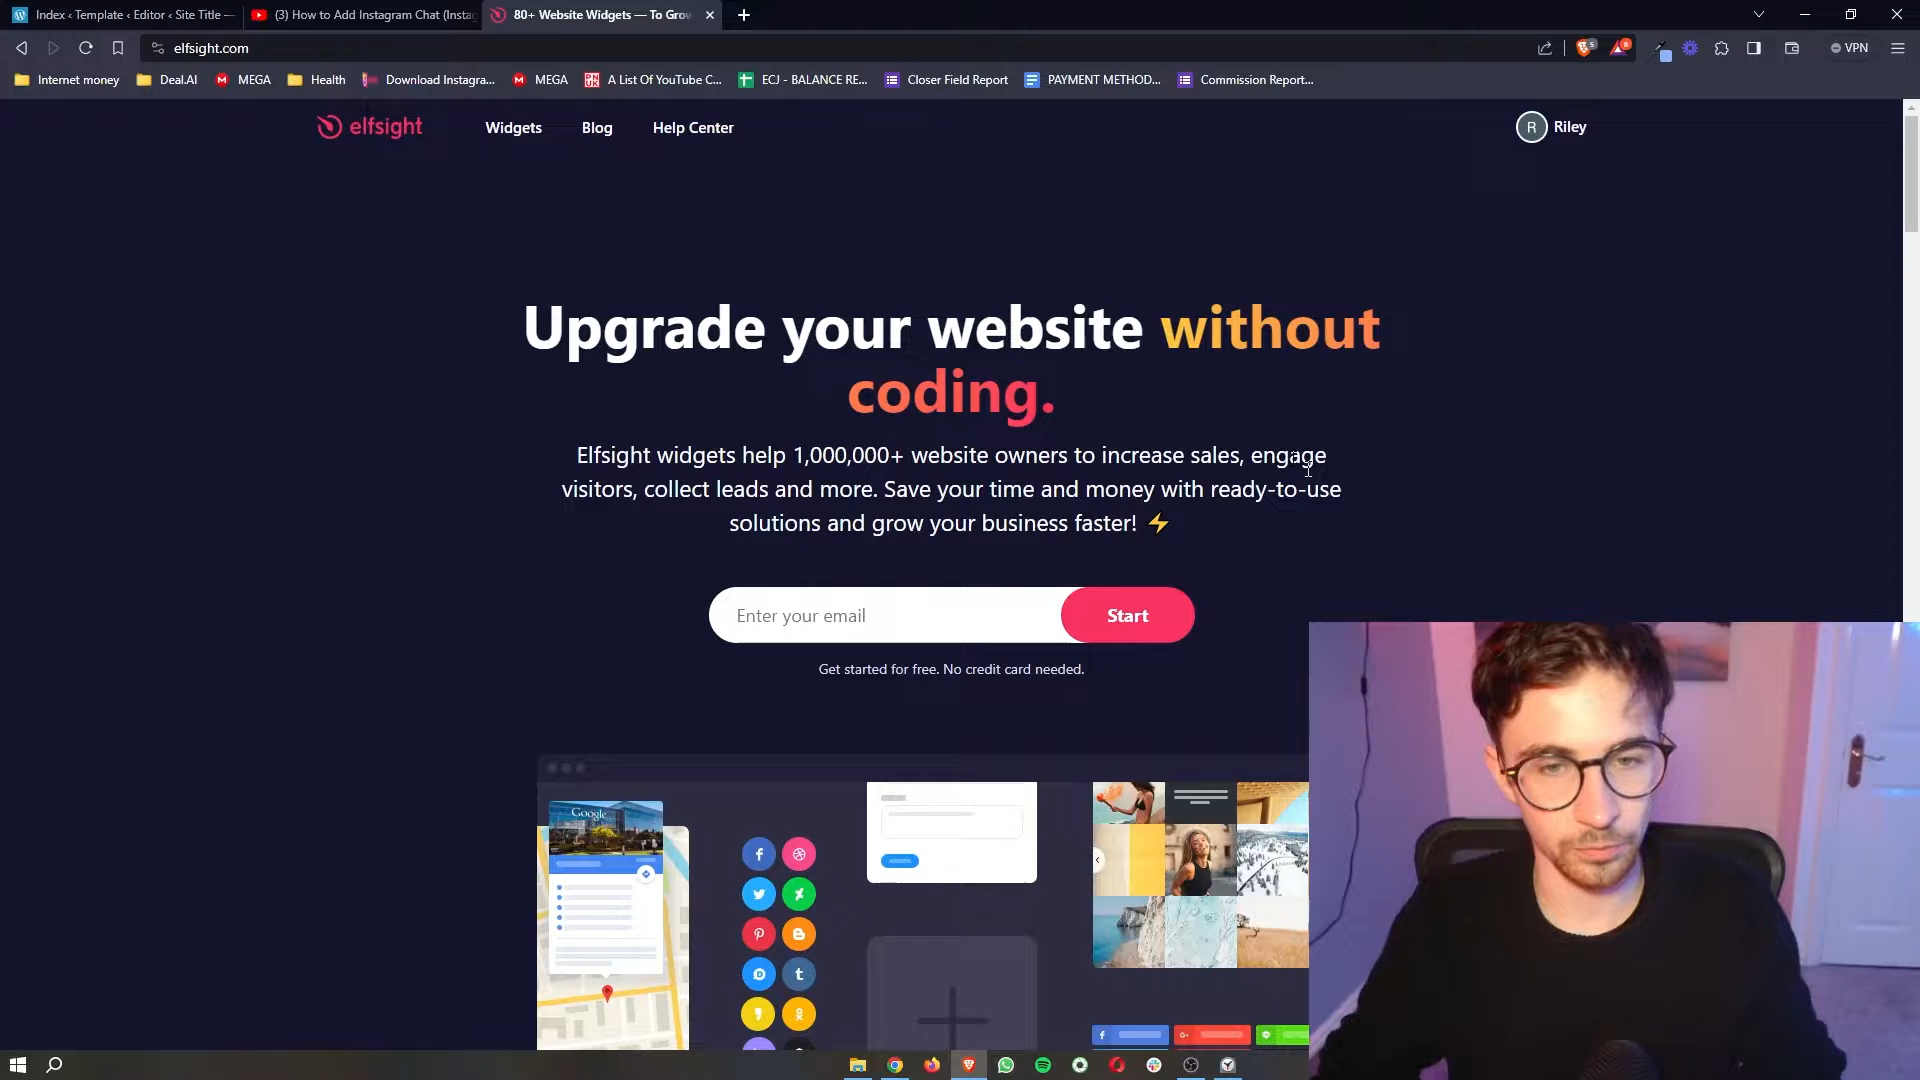 Index ‹ Template ‹ Editor ‹ Site Title —
(3) How to Add Instagram Chat (Insta
80+ Website Widgets — To Grow
elfsight.com
VPN
Internet money
Deal.AI
MEGA
Health
Download Instagra...
MEGA
A List Of YouTube C...
ECJ - BALANCE RE...
Closer Field Report
PAYMENT METHOD...
Commission Report...
elfsight
Widgets
Blog
Help Center
R
Riley
Upgrade your website without
coding.
Elfsight widgets help 1,000,000+ website owners to increase sales, engage
visitors, collect leads and more. Save your time and money with ready-to-use
solutions and grow your business faster! ⚡
Enter your email
Start
Get started for free. No credit card needed.
Google